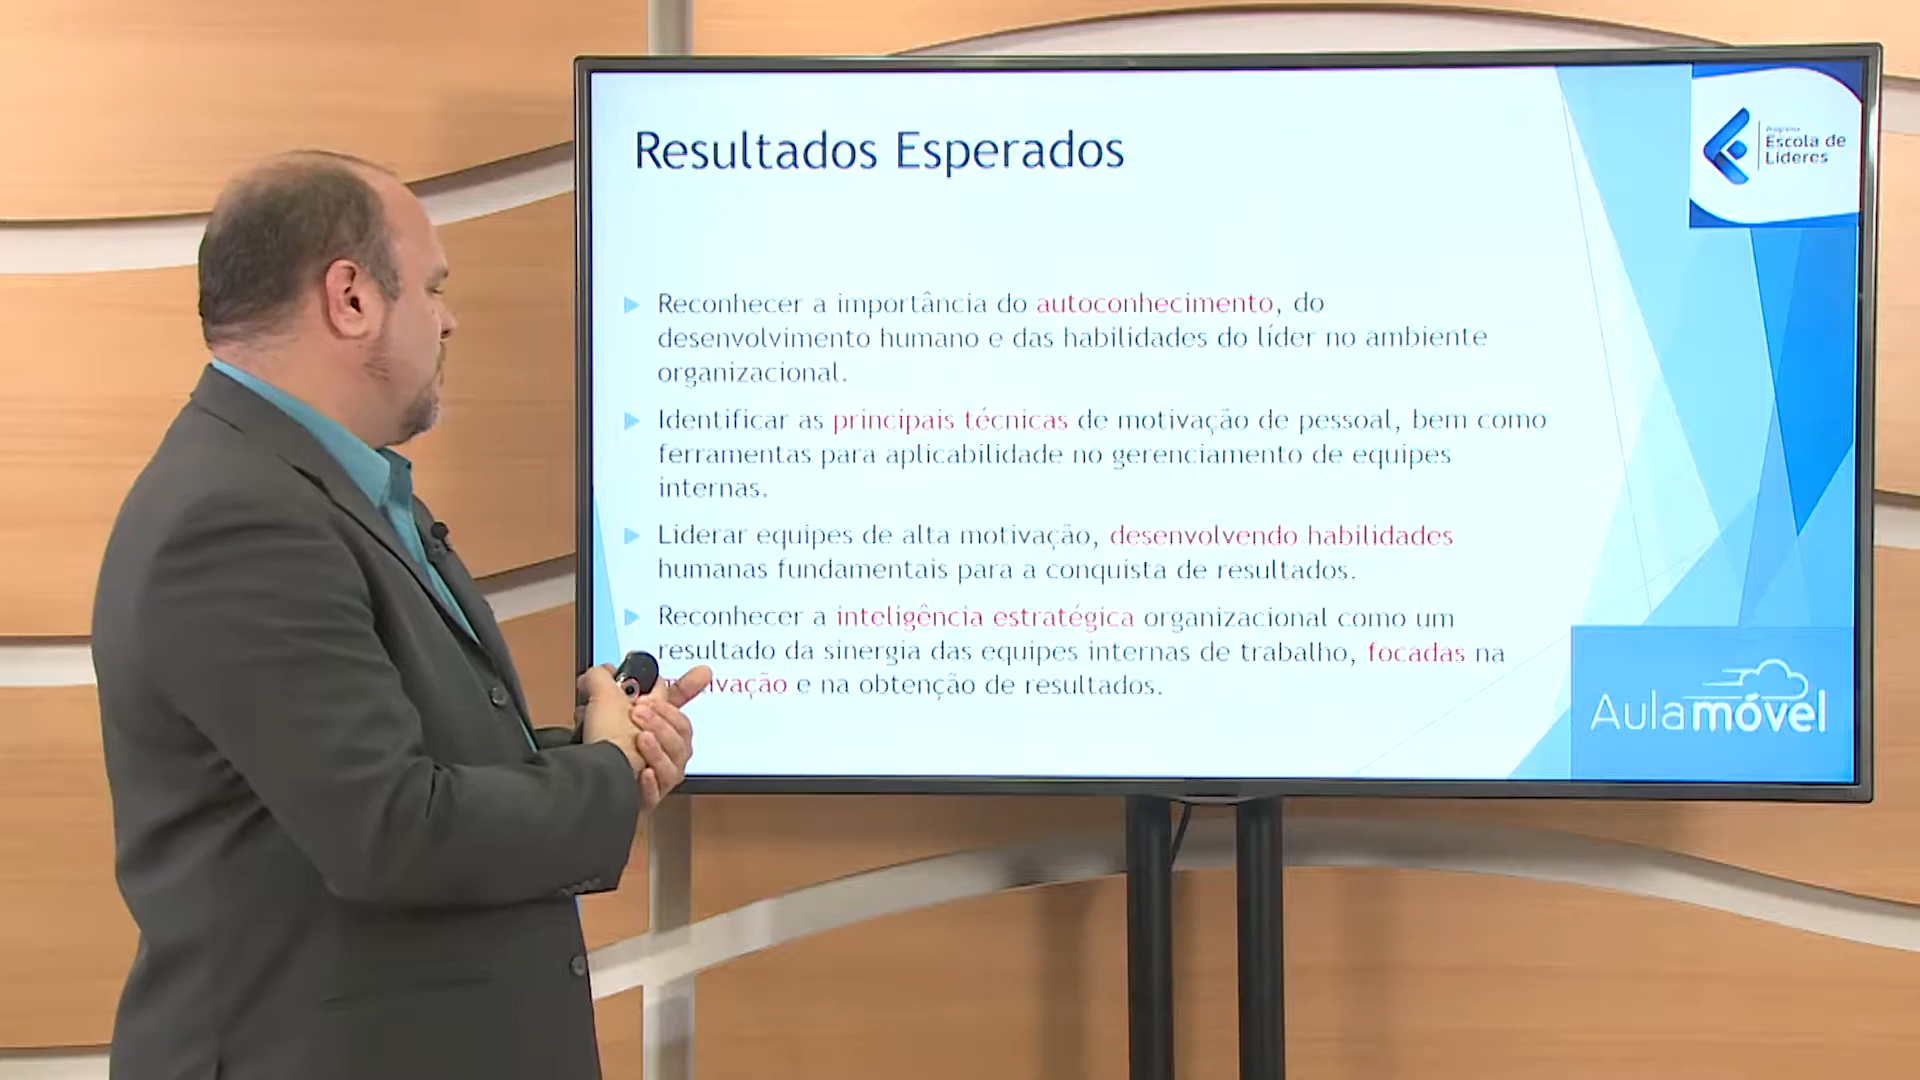 Resultados Esperados
Programa
Escola de
Líderes
Reconhecer a importância do autoconhecimento, do
desenvolvimento humano e das habilidades do líder no ambiente
organizacional.
Identificar as principais técnicas de motivação de pessoal, bem como
ferramentas para aplicabilidade no gerenciamento de equipes
internas.
Liderar equipes de alta motivação, desenvolvendo habilidades
humanas fundamentais para a conquista de resultados.
Reconhecer a inteligência estratégica organizacional como um
resultado da sinergia das equipes internas de trabalho, focadas na
e na obtenção de resultados.
Aulamóvel